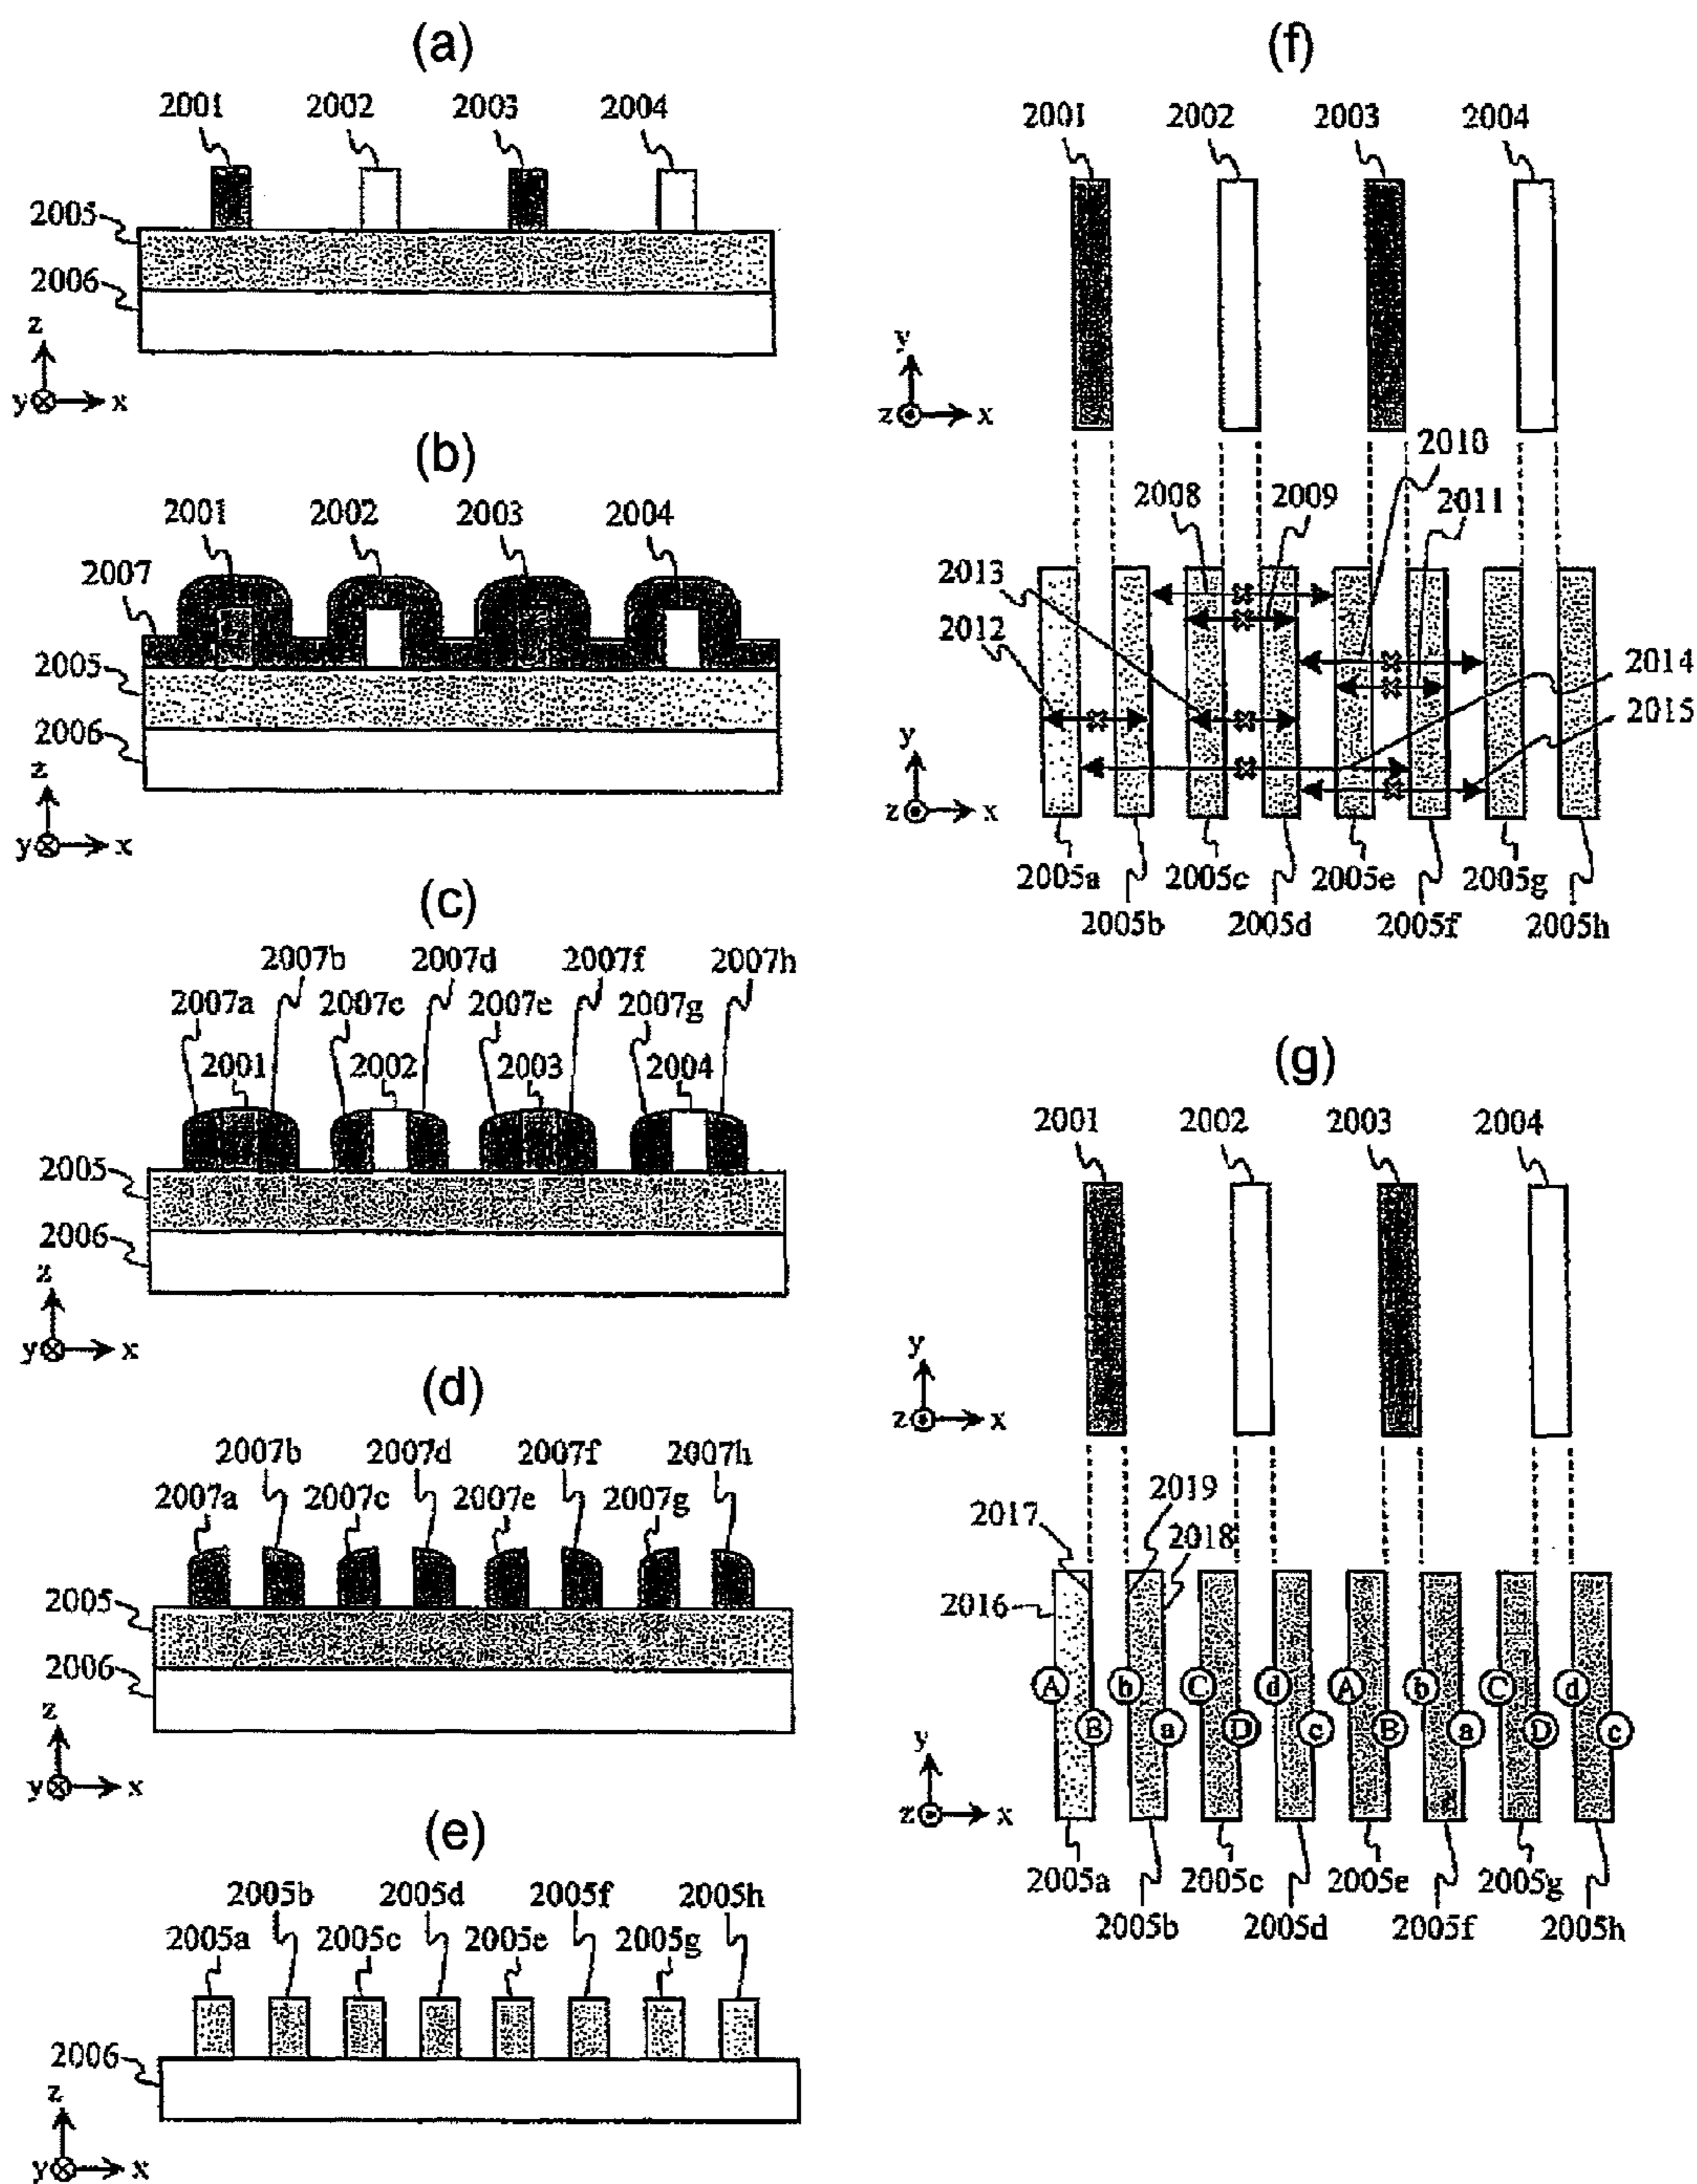 (a)
2001 2002 2003 2004
2005
2006
z
y x
(b)
2001 2002 2003 2004
2007
2005
2006
z
y x
(c)
2007b 2007d 2007f 2007h
2007a 2007c 2007e 2007g
2001 2002 2003 2004
2005
2006
z
y x
(d)
2007b 2007d 2007f 2007h
2007a 2007c 2007e 2007g
2005
2006
z
y x
(e)
2005b 2005d 2005f 2005h
2005a 2005c 2005e 2005g
2006
z
y x
(f)
2001 2002 2003 2004
y
z x
2010
2008 2009 2011
2013
2012
2014
2015
y
z x
2005a 2005c 2005e 2005g
2005b 2005d 2005f 2005h
(g)
2001 2002 2003 2004
y
z x
2017 2019
2018
2016
A b C d A b C d
B a D c B a D c
y
z x
2005a 2005c 2005e 2005g
2005b 2005d 2005f 2005h